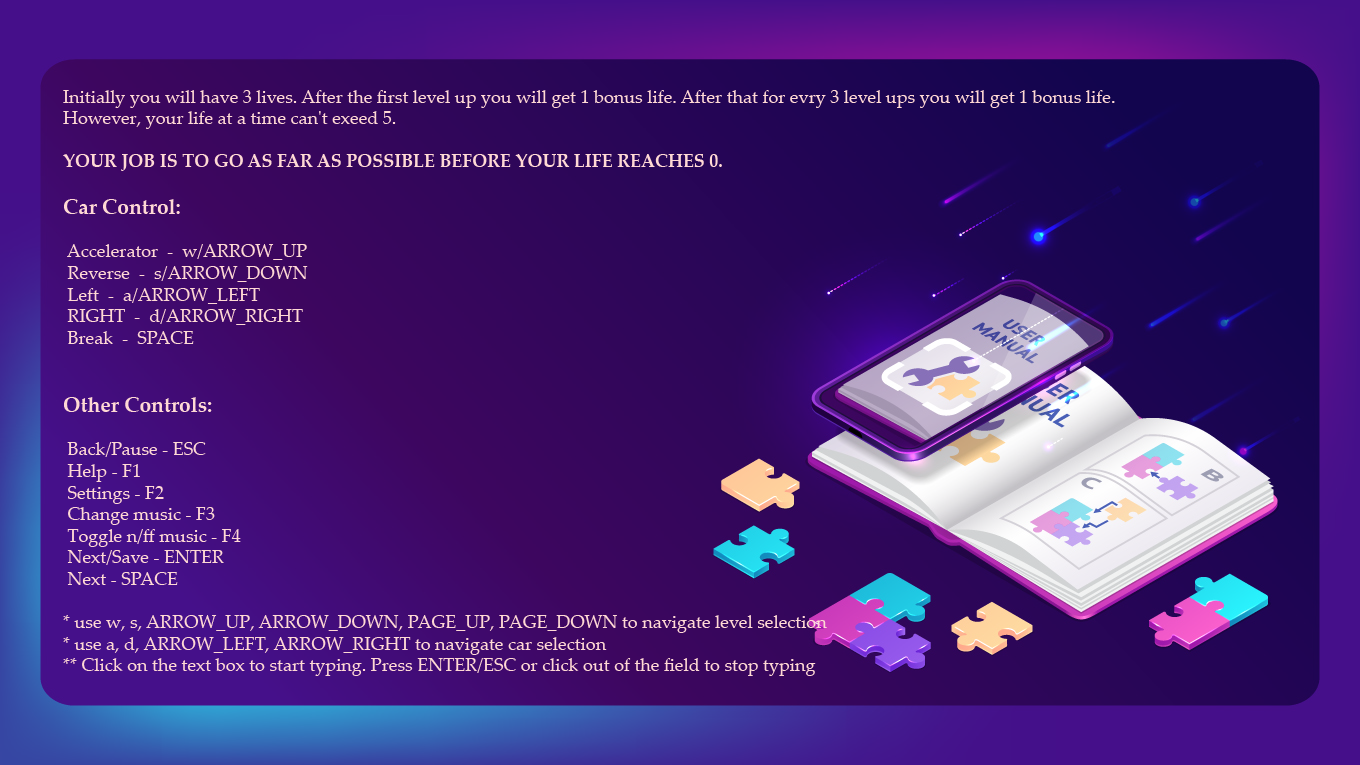 Initially you will have 3 lives. After the first level up you will get 1 bonus life. After that for evry 3 level ups you will get 1 bonus life.
However, your life at a time can't exeed 5.
YOUR JOB IS TO GO AS FAR AS POSSIBLE BEFORE YOUR LIFE REACHES 0.
Car Control:
Accelerator - w/ARROW_UP
Reverse - s/ARROW_DOWN
Left - a/ARROW_LEFT
RIGHT - d/ARROW_RIGHT
Break - SPACE
Other Controls:
Back/Pause - ESC
Help - F1
Settings - F2
Change music - F3
Toggle n/ff music - F4
Next/Save - ENTER
Next - SPACE
* use w, s, ARROW_UP, ARROW_DOWN, PAGE_UP, PAGE_DOWN to navigate level selection
* use a, d, ARROW_LEFT, ARROW_RIGHT to navigate car selection
** Click on the text box to start typing. Press ENTER/ESC or click out of the field to stop typing
USER
MANUAL
ER
UAL
C
B